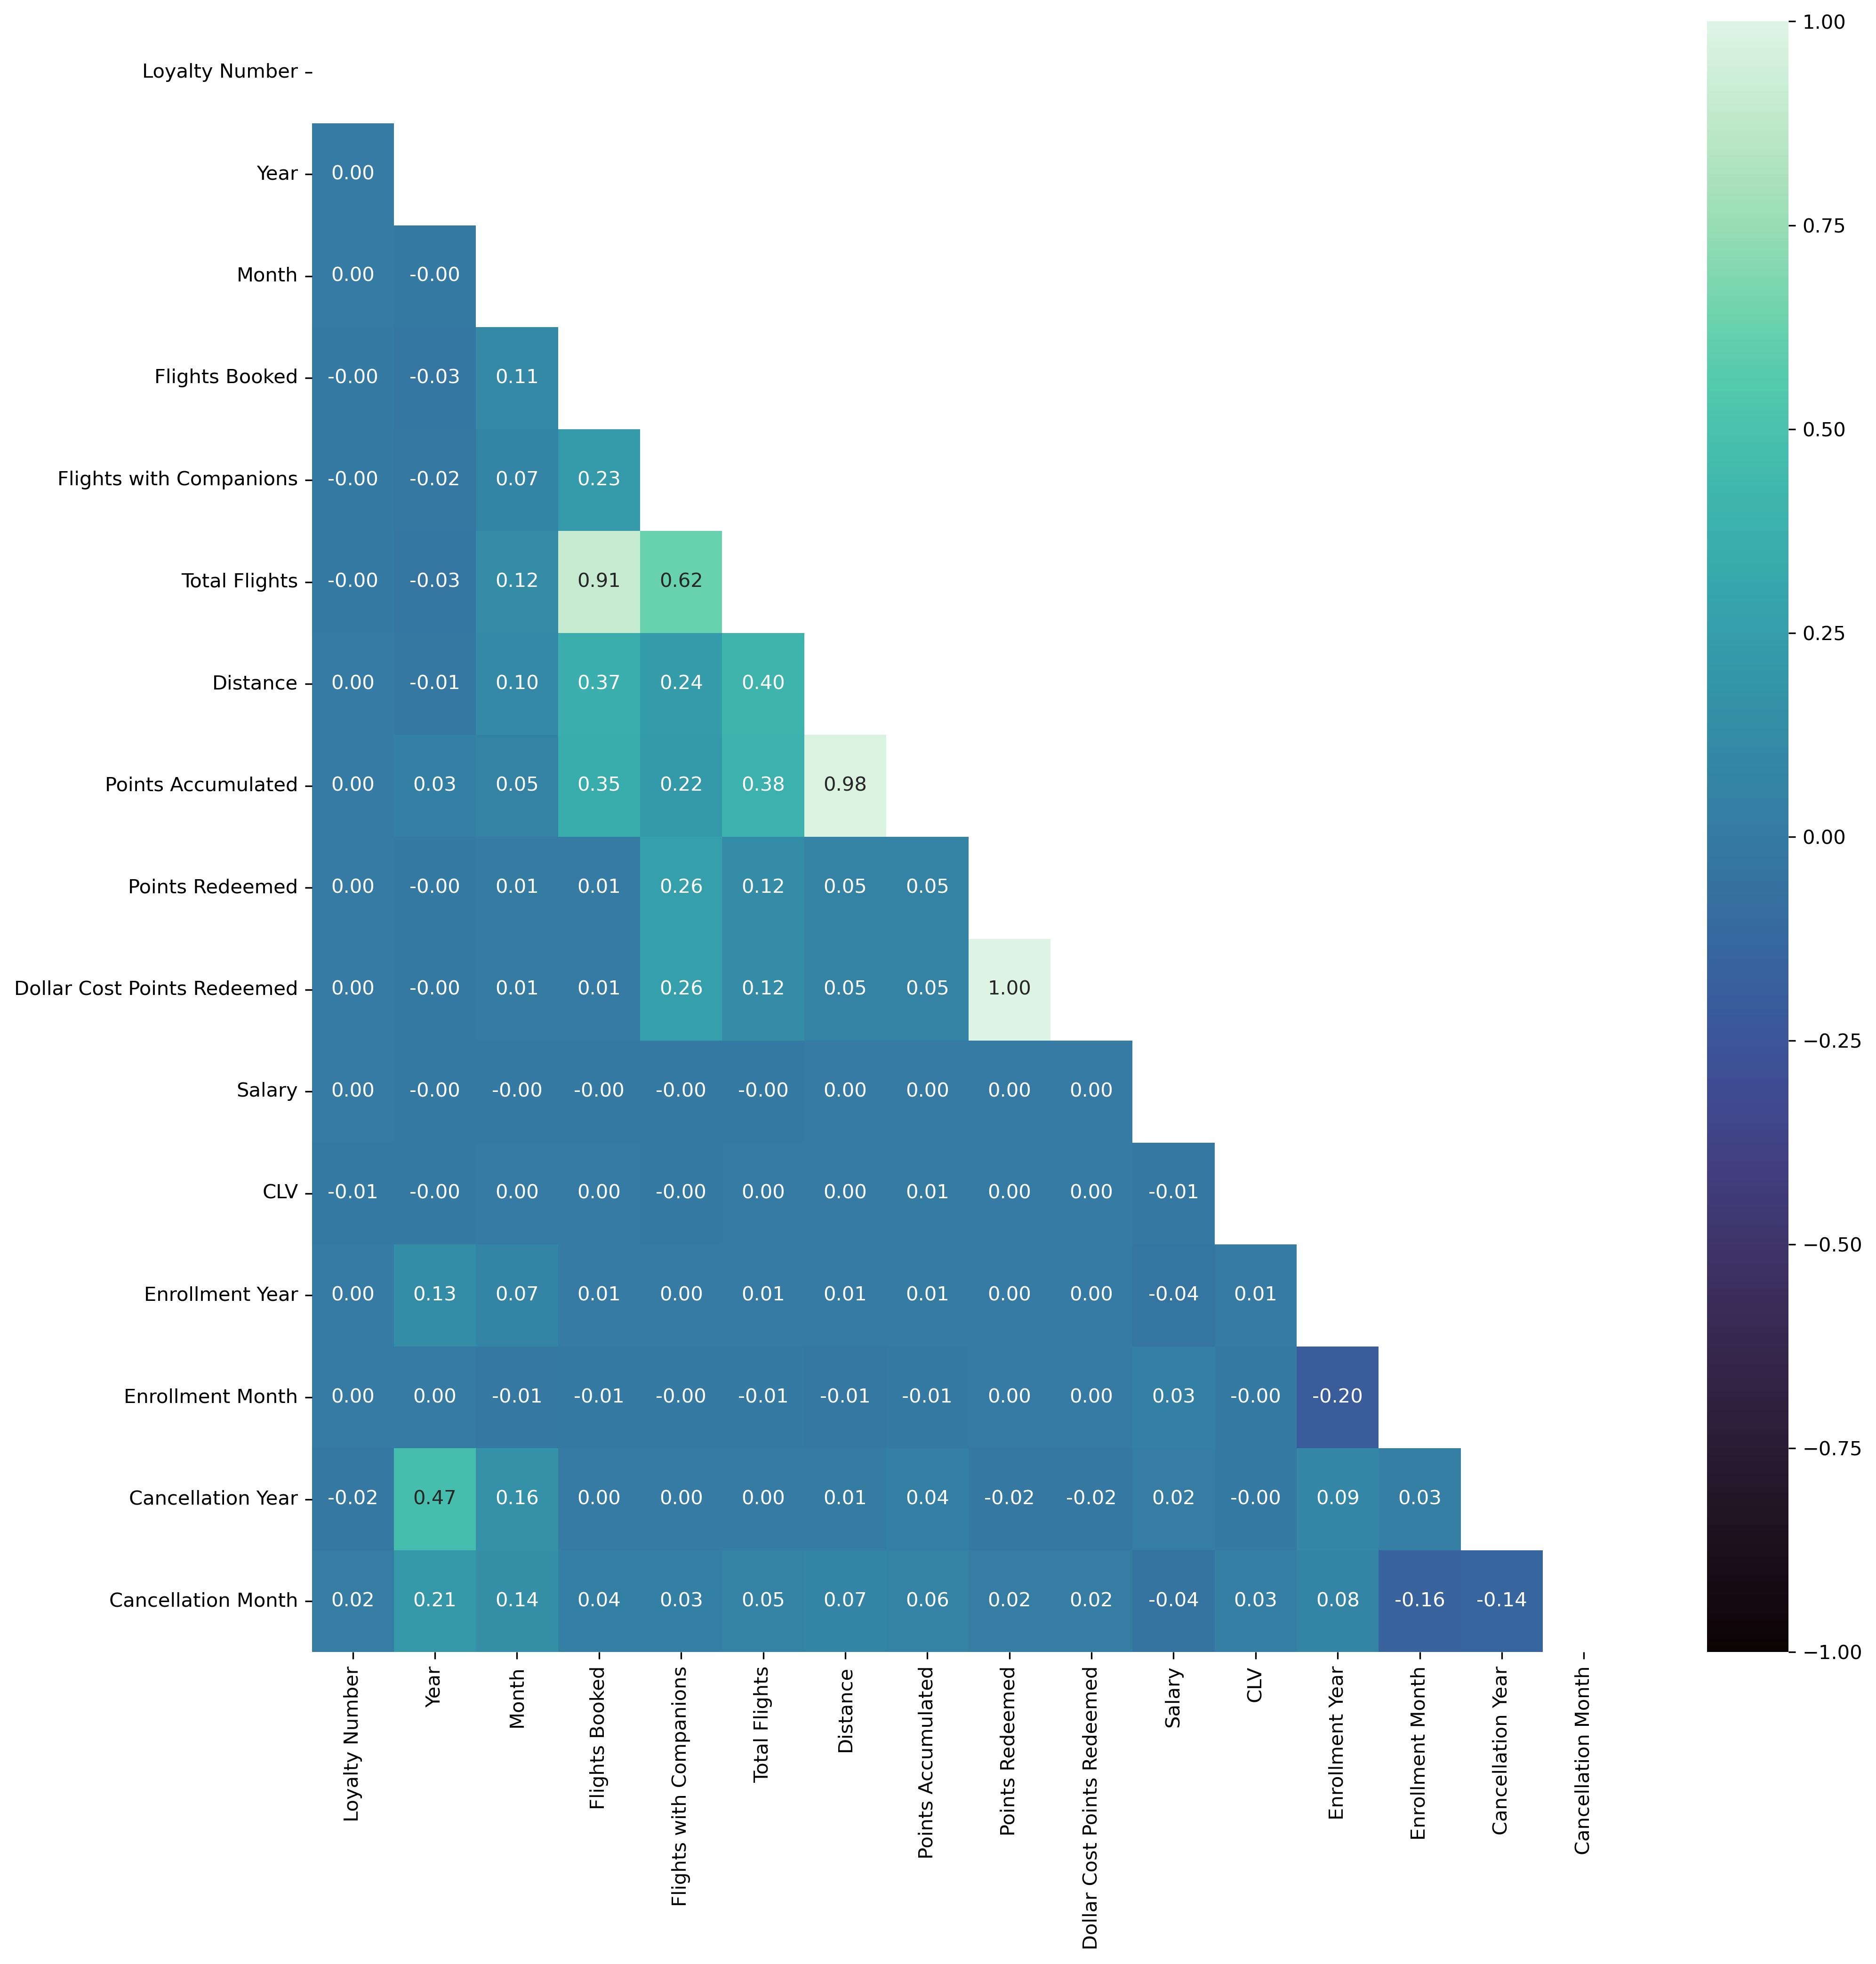 Loyalty Number
Year 0.00
Month 0.00 -0.00
Flights Booked -0.00 -0.03 0.11
Flights with Companions -0.00 -0.02 0.07 0.23
Total Flights -0.00 -0.03 0.12 0.91 0.62
Distance 0.00 -0.01 0.10 0.37 0.24 0.40
Points Accumulated 0.00 0.03 0.05 0.35 0.22 0.38 0.98
Points Redeemed 0.00 -0.00 0.01 0.01 0.26 0.12 0.05 0.05
Dollar Cost Points Redeemed 0.00 -0.00 0.01 0.01 0.26 0.12 0.05 0.05 1.00
Salary 0.00 -0.00 -0.00 -0.00 -0.00 -0.00 0.00 0.00 0.00 0.00
CLV -0.01 -0.00 0.00 0.00 -0.00 0.00 0.00 0.01 0.00 0.00 -0.01
Enrollment Year 0.00 0.13 0.07 0.01 0.00 0.01 0.01 0.01 0.00 0.00 -0.04 0.01
Enrollment Month 0.00 0.00 -0.01 -0.01 -0.00 -0.01 -0.01 -0.01 0.00 0.00 0.03 -0.00 -0.20
Cancellation Year -0.02 0.47 0.16 0.00 0.00 0.00 0.01 0.04 -0.02 -0.02 0.02 -0.00 0.09 0.03
Cancellation Month 0.02 0.21 0.14 0.04 0.03 0.05 0.07 0.06 0.02 0.02 -0.04 0.03 0.08 -0.16 -0.14
Loyalty Number
Year
Month
Flights Booked
Flights with Companions
Total Flights
Distance
Points Accumulated
Points Redeemed
Dollar Cost Points Redeemed
Salary
CLV
Enrollment Year
Enrollment Month
Cancellation Year
Cancellation Month
1.00
0.75
0.50
0.25
0.00
−0.25
−0.50
−0.75
−1.00